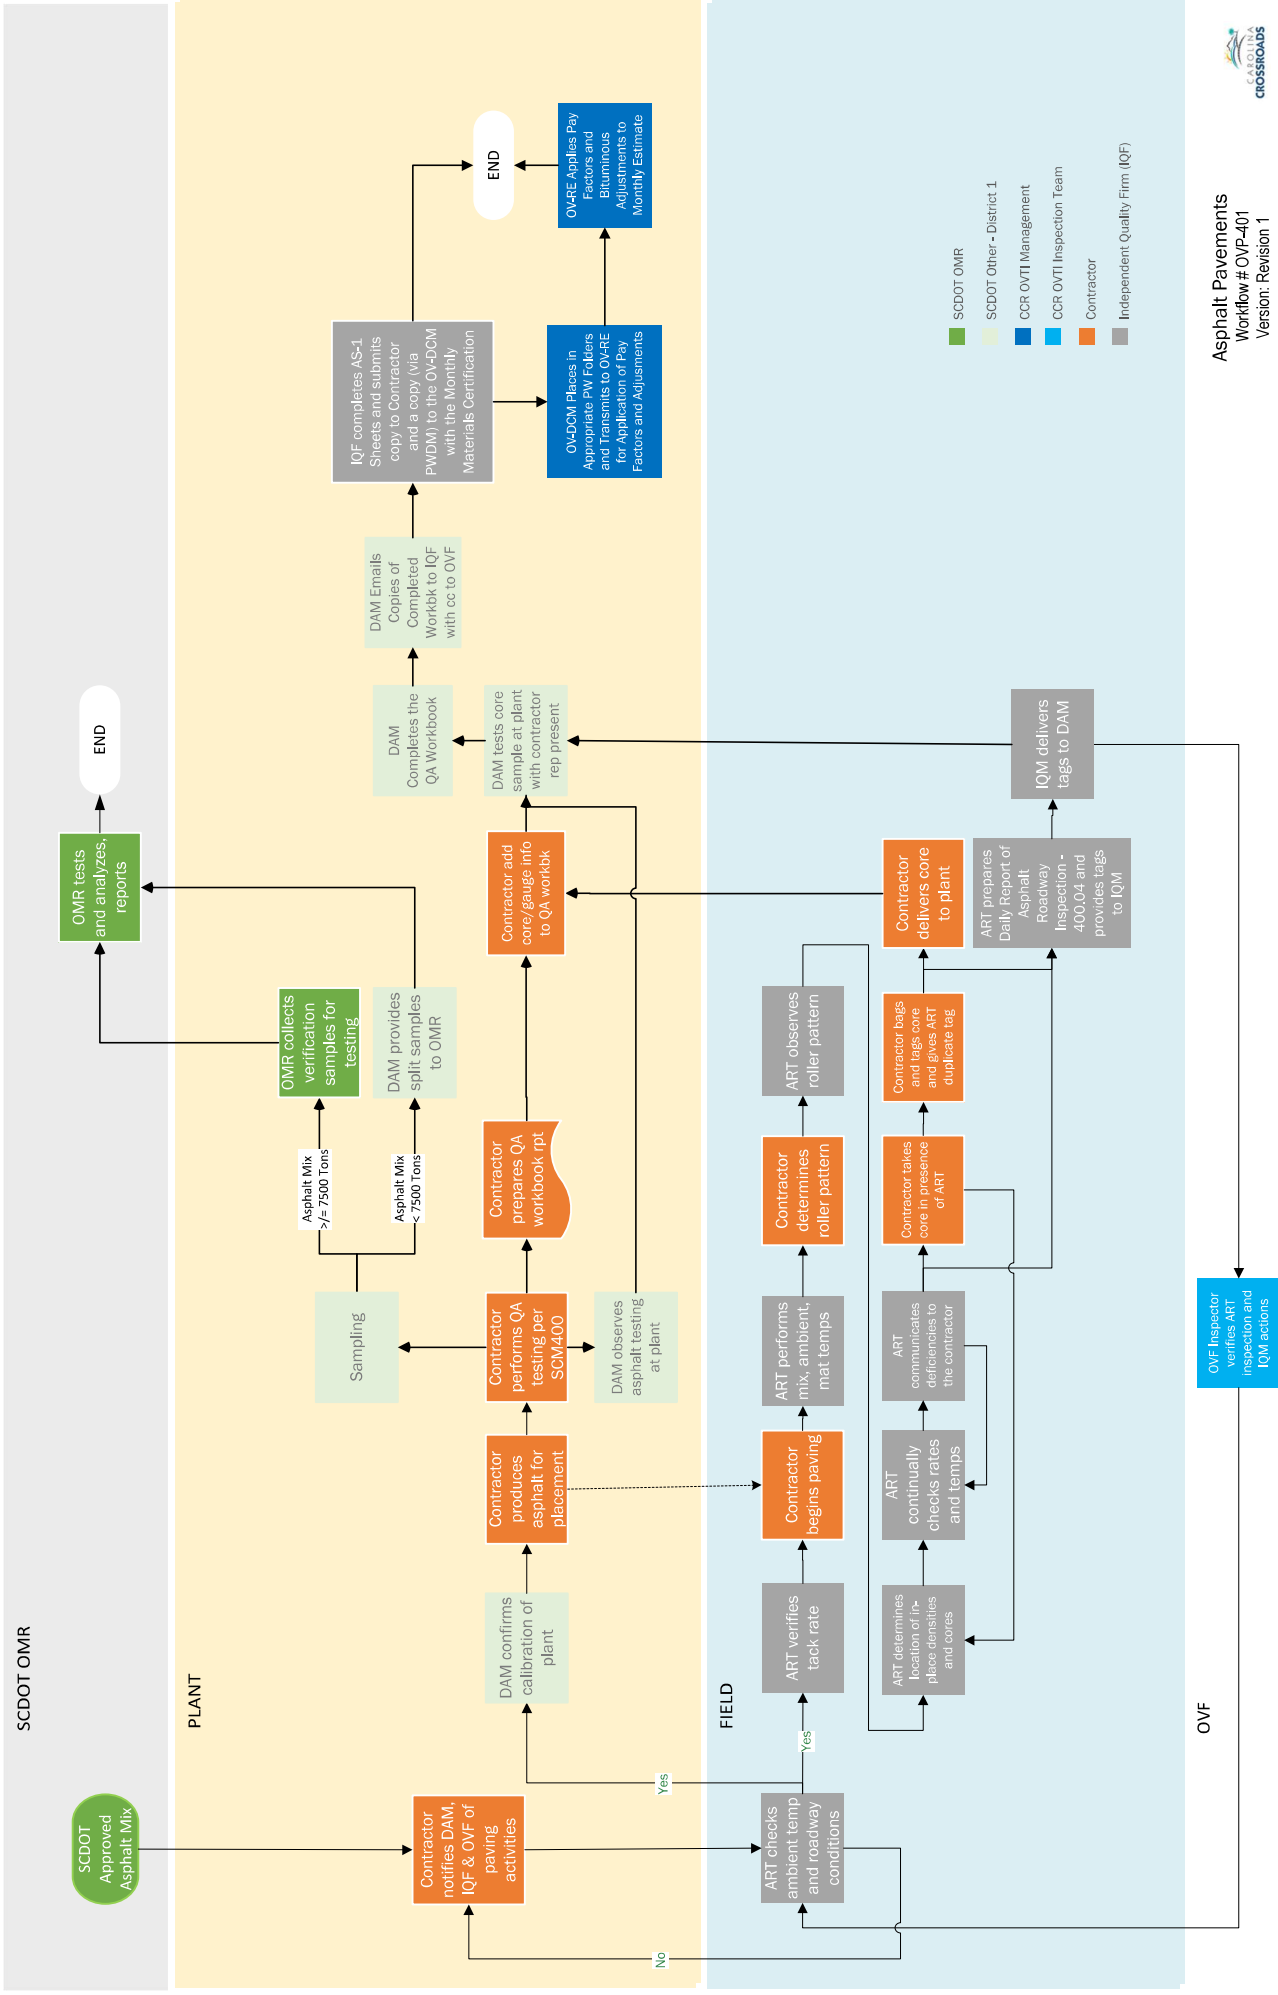 SCDOT OMR
SCDOT
Approved
Asphalt Mix
OMR tests
and analyzes,
reports
END
PLANT
Contractor
notifies DAM,
IQF & OVF of
paving
activities
DAM confirms
calibration of
plant
Contractor
produces
asphalt for
placement
Contractor
performs QA
testing per
SCM400
Sampling
DAM observes
asphalt testing
at plant
Asphalt Mix
>/= 7500 Tons
Asphalt Mix
< 7500 Tons
OMR collects
verification
samples for
testing
DAM provides
split samples
to OMR
Contractor
prepares QA
workbook rpt
Contractor add
core/gauge info
to QA workbk
DAM tests core
sample at plant
with contractor
rep present
DAM
Completes the
QA Workbook
DAM Emails
Copies of
Completed
Workbk to IQF
with cc to OVF
IQF completes AS-1
Sheets and submits
copy to Contractor
and a copy (via
PWDM) to the OV-DCM
with the Monthly
Materials Certification
OV-DCM Places in
Appropriate PW Folders
and Transmits to OV-RE
for Application of Pay
Factors and Adjusments
OV-RE Applies Pay
Factors and
Bituminous
Adjustments to
Monthly Estimate
END
No
Yes
FIELD
ART checks
ambient temp
and roadway
conditions
Yes
ART verifies
tack rate
Contractor
begins paving
ART performs
mix, ambient,
mat temps
Contractor
determines
roller pattern
ART observes
roller pattern
ART determines
location of in-
place densities
and cores
ART
continually
checks rates
and temps
ART
communicates
deficiencies to
the contractor
Contractor takes
core in presence
of ART
Contractor bags
and tags core
and gives ART
duplicate tag
Contractor
delivers core
to plant
ART prepares
Daily Report of
Asphalt
Roadway
Inspection -
400.04 and
provides tags
to IQM
IQM delivers
tags to DAM
SCDOT OMR
SCDOT Other - District 1
CCR OVTI Management
CCR OVTI Inspection Team
Contractor
Independent Quality Firm (IQF)
OVF
OVF Inspector
verifies ART
inspection and
IQM actions
Asphalt Pavements
Workflow # OVP-401
Version: Revision 1
CAROLINA
CROSSROADS